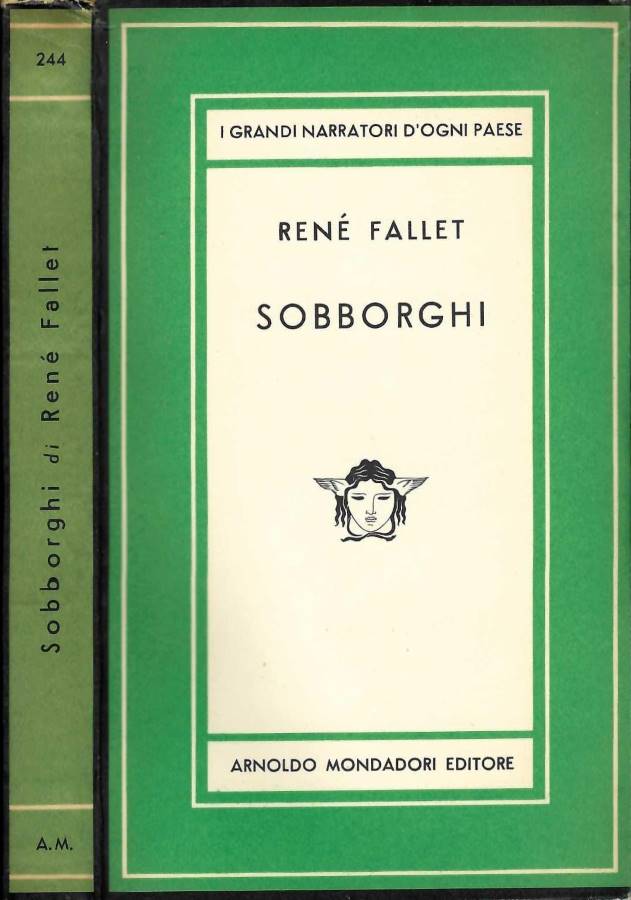 244
Sobborghi di René Fallet
A.M.
I GRANDI NARRATORI D'OGNI PAESE
RENÉ FALLET
SOBBORGHI
ARNOLDO MONDADORI EDITORE